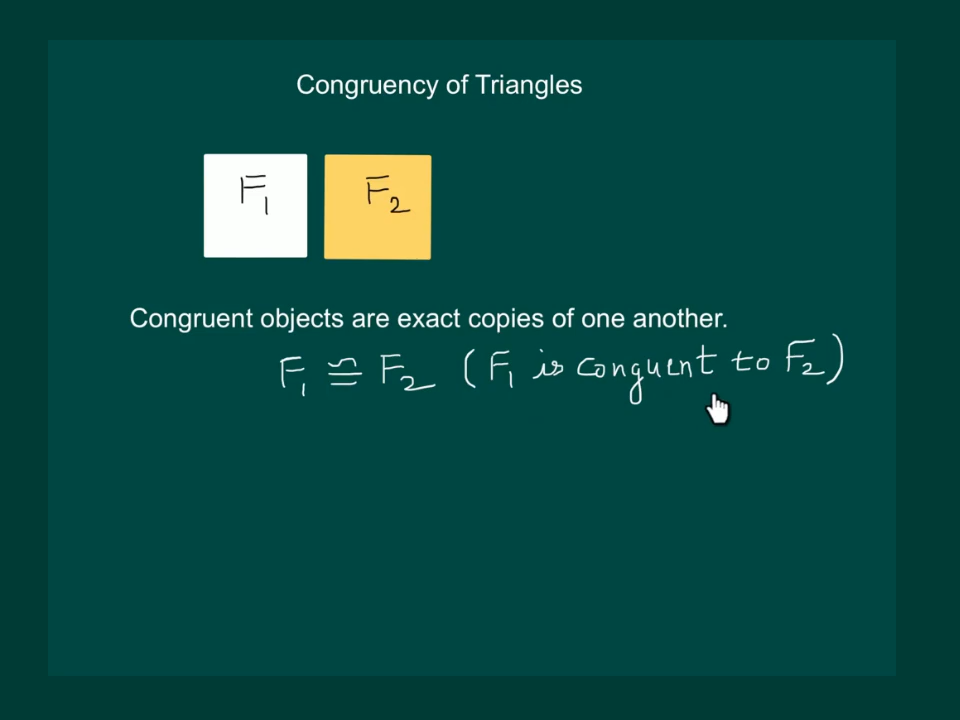 Congruency of Triangles
F₁ F₂
Congruent objects are exact copies of one another.
F₁ ≅ F₂ (F₁ is conguent to F₂)